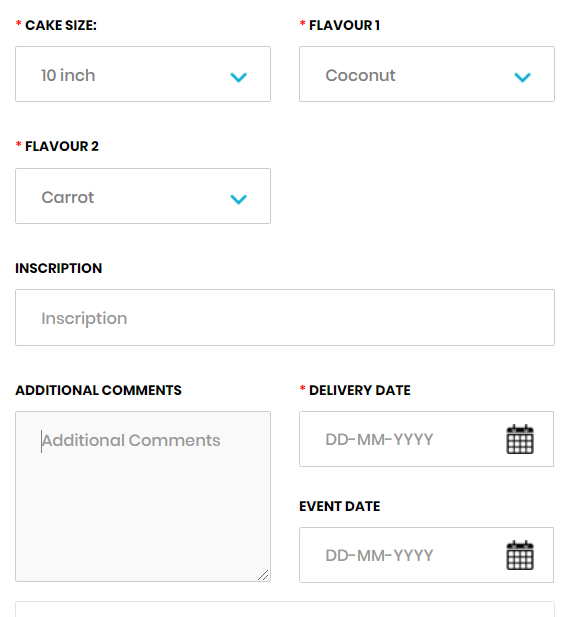 * CAKE SIZE:
* FLAVOUR 1
10 inch
Coconut
* FLAVOUR 2
Carrot
INSCRIPTION
Inscription
ADDITIONAL COMMENTS
* DELIVERY DATE
Additional Comments
DD-MM-YYYY
EVENT DATE
DD-MM-YYYY